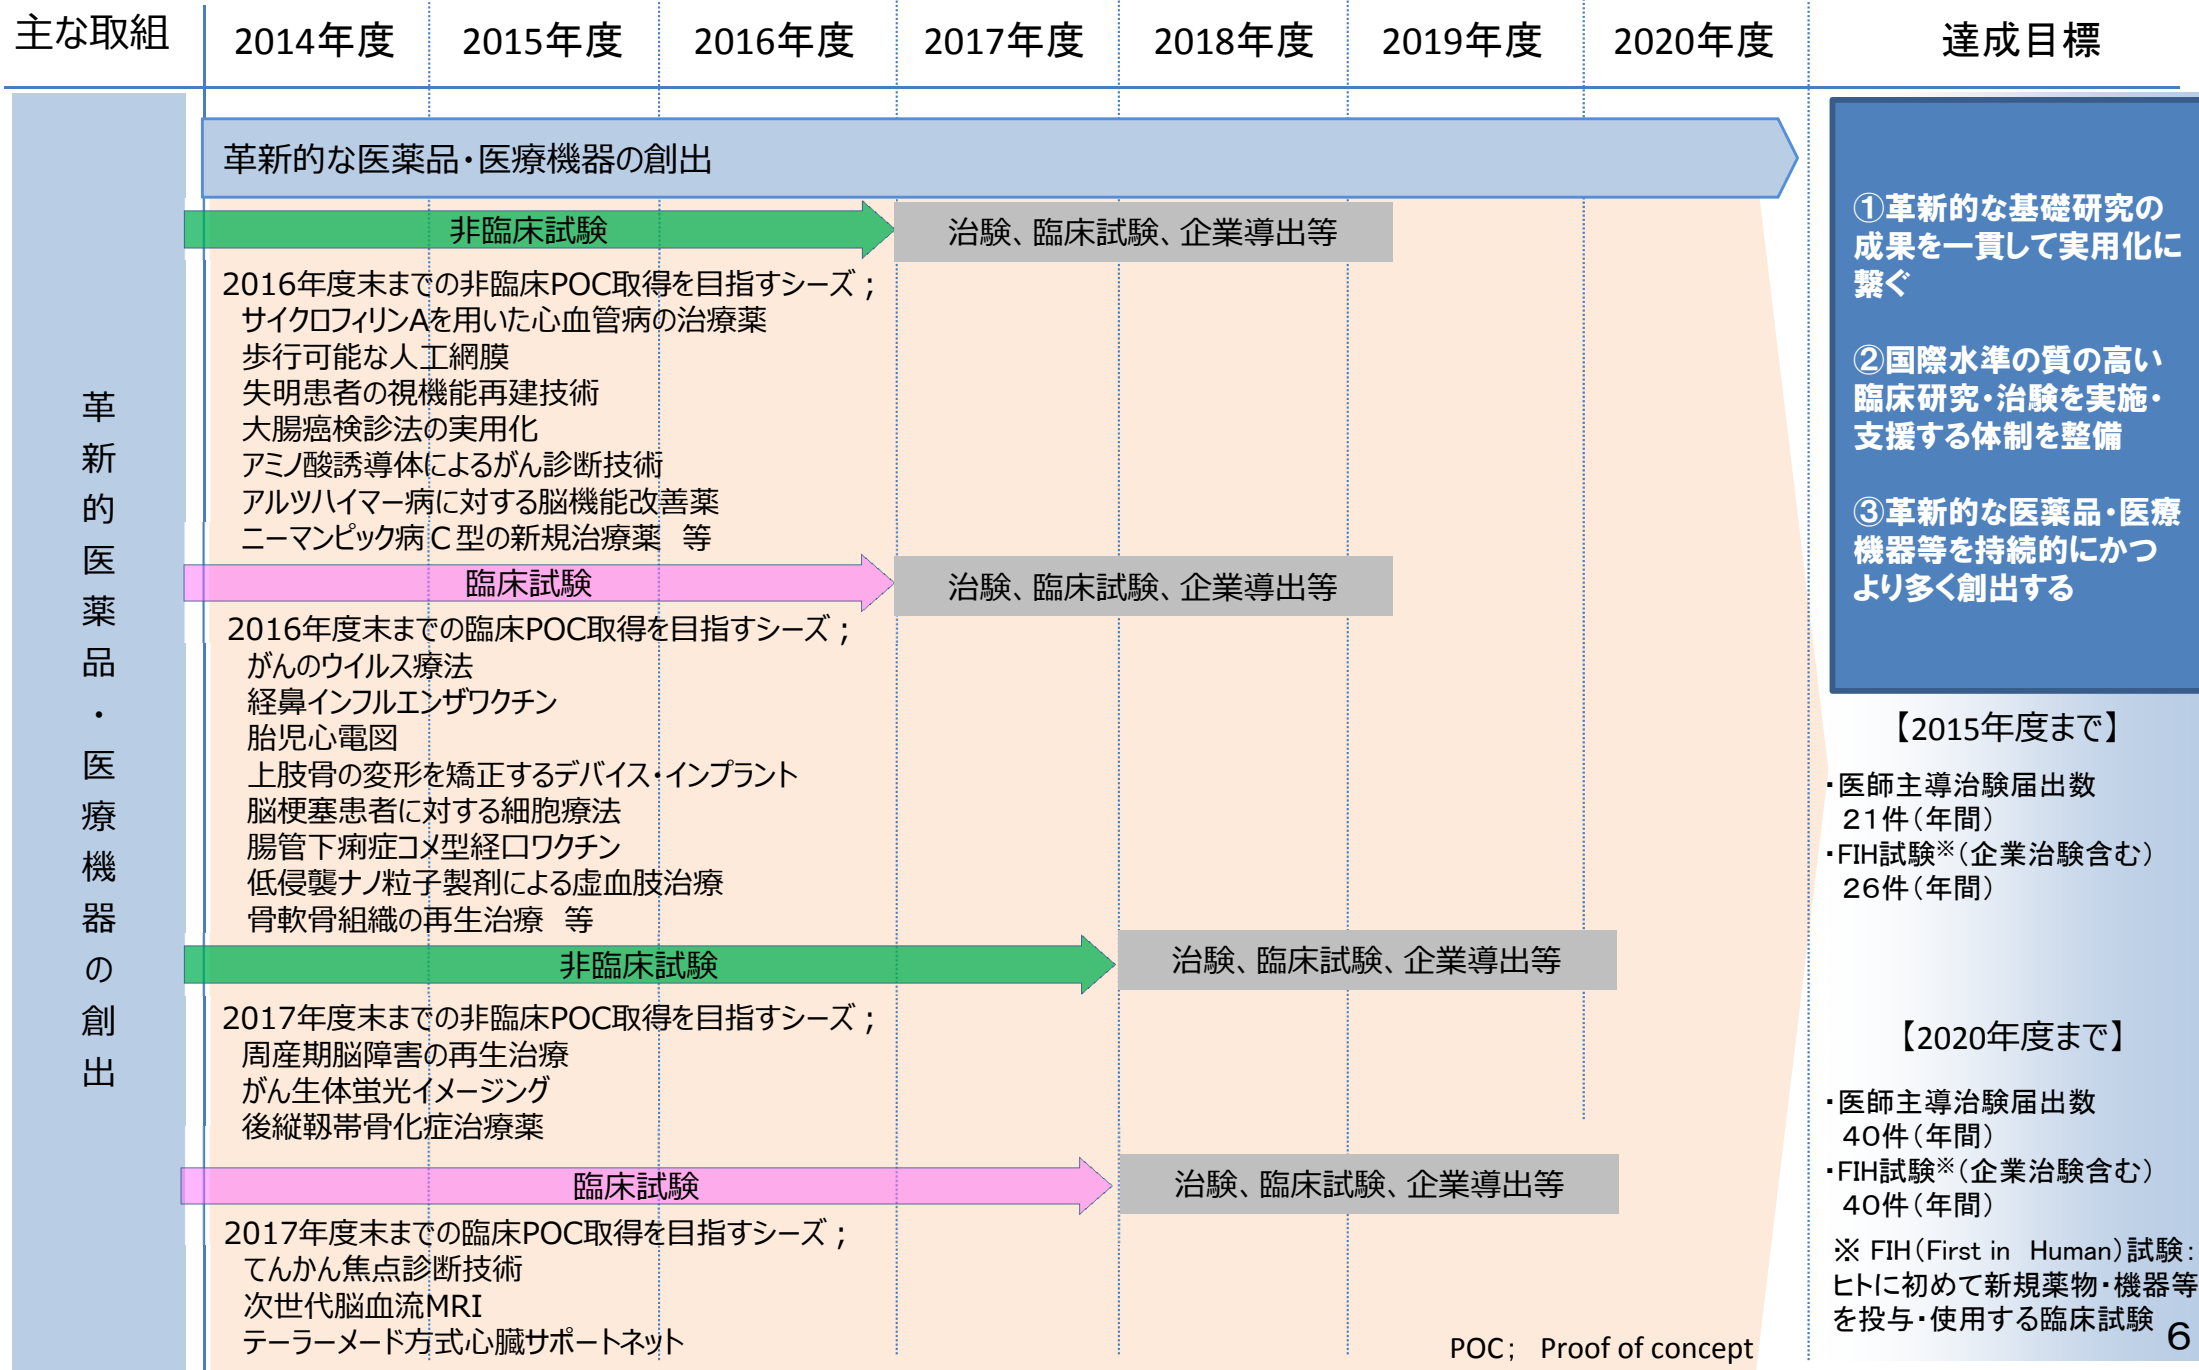 主な取組
2014年度
2015年度
2016年度
2017年度
2018年度
2019年度
2020年度
達成目標
革新的医薬品・医療機器の創出
革新的な医薬品・医療機器の創出
非臨床試験
治験、臨床試験、企業導出等
2016年度末までの非臨床POC取得を目指すシーズ；
サイクロフィリンAを用いた心血管病の治療薬
歩行可能な人工網膜
失明患者の視機能再建技術
大腸癌検診法の実用化
アミノ酸誘導体によるがん診断技術
アルツハイマー病に対する脳機能改善薬
ニーマンピック病Ｃ型の新規治療薬　等
臨床試験
治験、臨床試験、企業導出等
2016年度末までの臨床POC取得を目指すシーズ；
がんのウイルス療法
経鼻インフルエンザワクチン
胎児心電図
上肢骨の変形を矯正するデバイス・インプラント
脳梗塞患者に対する細胞療法
腸管下痢症コメ型経口ワクチン
低侵襲ナノ粒子製剤による虚血肢治療
骨軟骨組織の再生治療　等
非臨床試験
治験、臨床試験、企業導出等
2017年度末までの非臨床POC取得を目指すシーズ；
周産期脳障害の再生治療
がん生体蛍光イメージング
後縦靱帯骨化症治療薬
臨床試験
治験、臨床試験、企業導出等
2017年度末までの臨床POC取得を目指すシーズ；
てんかん焦点診断技術
次世代脳血流MRI
テーラーメード方式心臓サポートネット
POC；　Proof of concept
①革新的な基礎研究の
成果を一貫して実用化に
繋ぐ
②国際水準の質の高い
臨床研究・治験を実施・
支援する体制を整備
③革新的な医薬品・医療
機器等を持続的にかつ
より多く創出する
【2015年度まで】
・医師主導治験届出数
２１件（年間）
・FIH試験※（企業治験含む）
２６件（年間）
【2020年度まで】
・医師主導治験届出数
４０件（年間）
・FIH試験※（企業治験含む）
４０件（年間）
※ FIH（First in　Human）試験：
ヒトに初めて新規薬物・機器等
を投与・使用する臨床試験
6